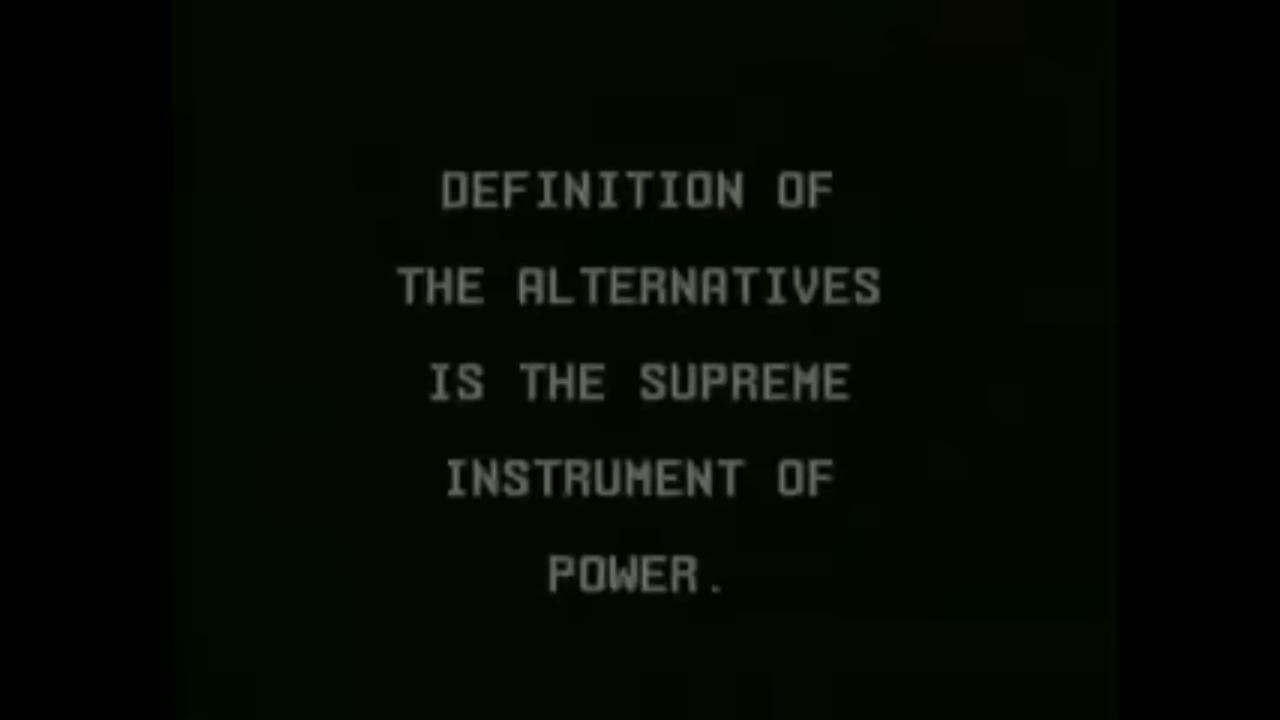 DEFINITION OF
THE ALTERNATIVES
IS THE SUPREME
INSTRUMENT OF
POWER.